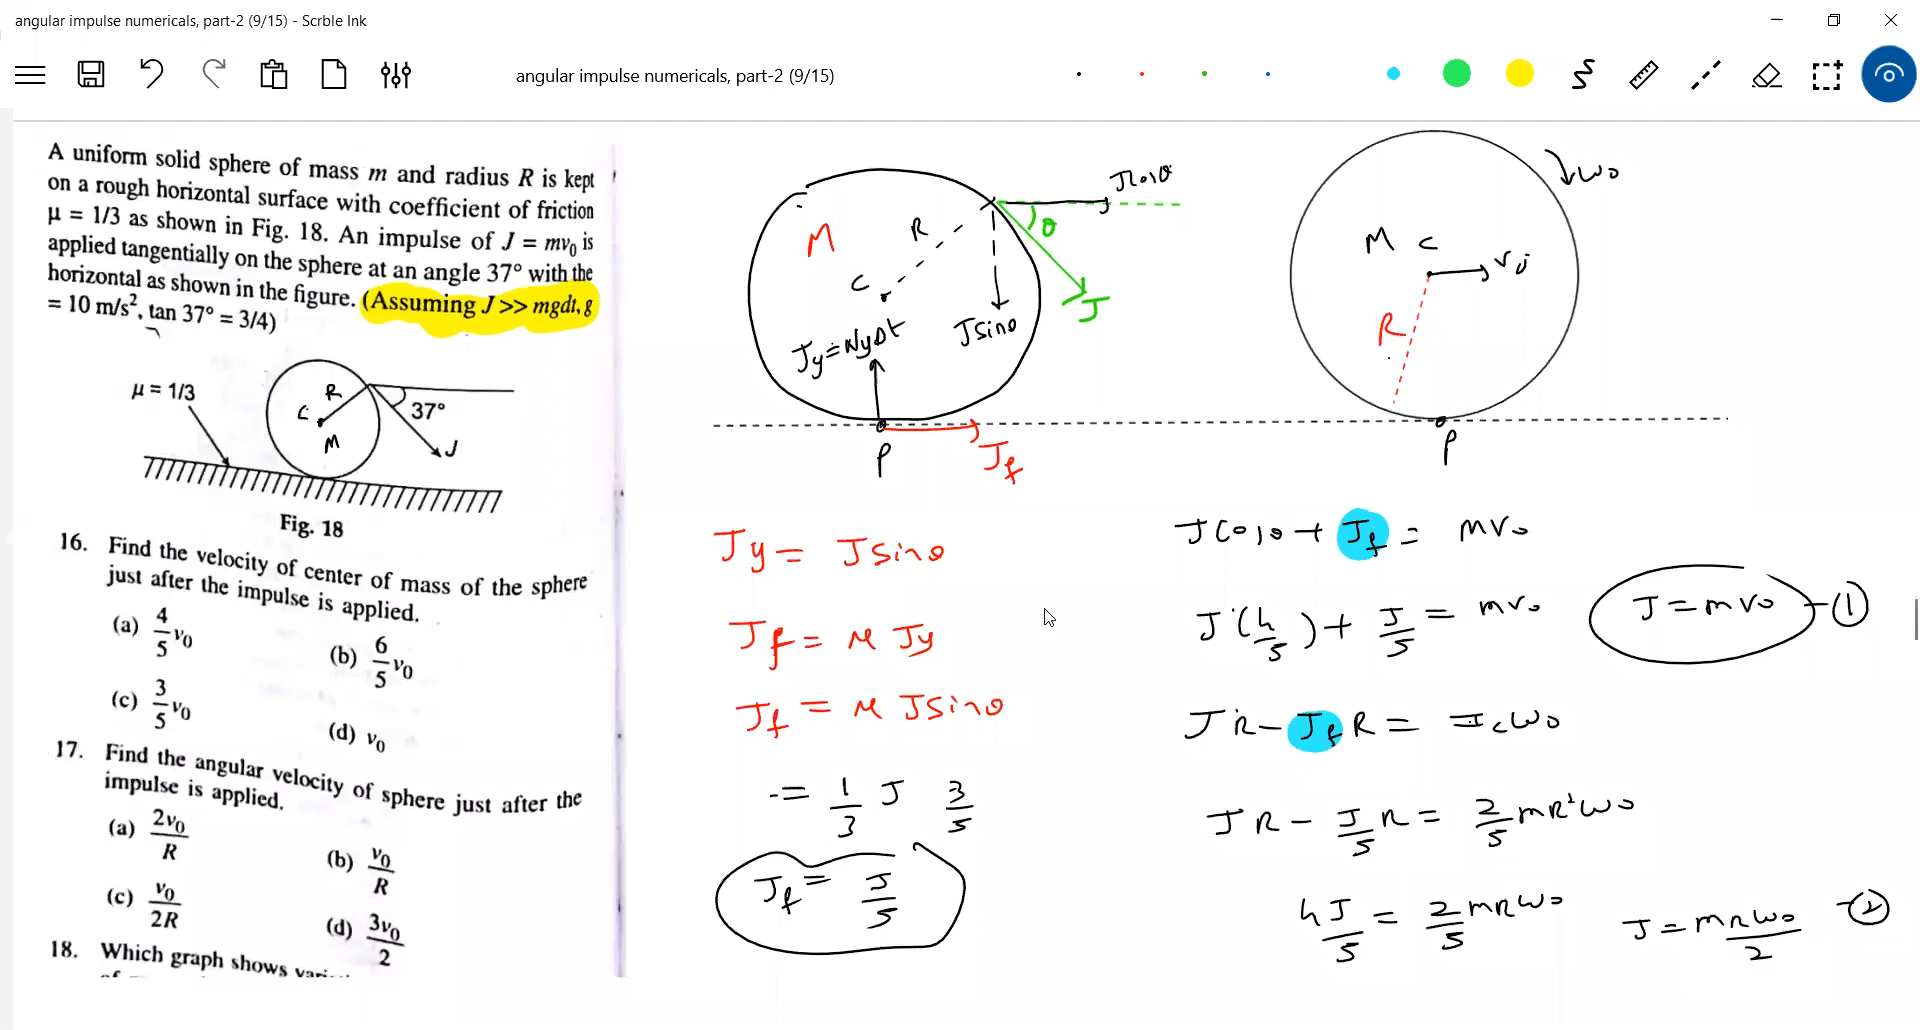 angular impulse numericals, part-2 (9/15) - Scrble Ink
angular impulse numericals, part-2 (9/15)
A uniform solid sphere of mass m and radius R is kept
on a rough horizontal surface with coefficient of friction
μ = 1/3 as shown in Fig. 18. An impulse of J = mv₀ is
applied tangentially on the sphere at an angle 37° with the
horizontal as shown in the figure. (Assuming J >> mgdt, g
= 10 m/s², tan 37° = 3/4)
μ = 1/3
R
C
M
37°
J
Fig. 18
16. Find the velocity of center of mass of the sphere
just after the impulse is applied.
(a) 4/5 v₀
(b) 6/5 v₀
(c) 3/5 v₀
(d) v₀
17. Find the angular velocity of sphere just after the
impulse is applied.
(a) 2v₀/R
(b) v₀/R
(c) v₀/2R
(d) 3v₀/2
18. Which graph shows
M
R
C
Jcosθ
θ
J
Jsinθ
Jy=NyΔt
P
Jf
ω₀
M C
v₀
R
P
Jy = Jsinθ
Jf = μ Jy
Jf = μ Jsinθ
= 1/3 J 3/5
Jf = J/5
Jcosθ + Jf = mv₀
J(4/5) + J/5 = mv₀
J = mv₀ - ①
JR - JfR = Icω₀
JR - J/5 R = 2/5 mR²ω₀
4J/5 = 2/5 mRω₀
J = mRω₀/2 - ②